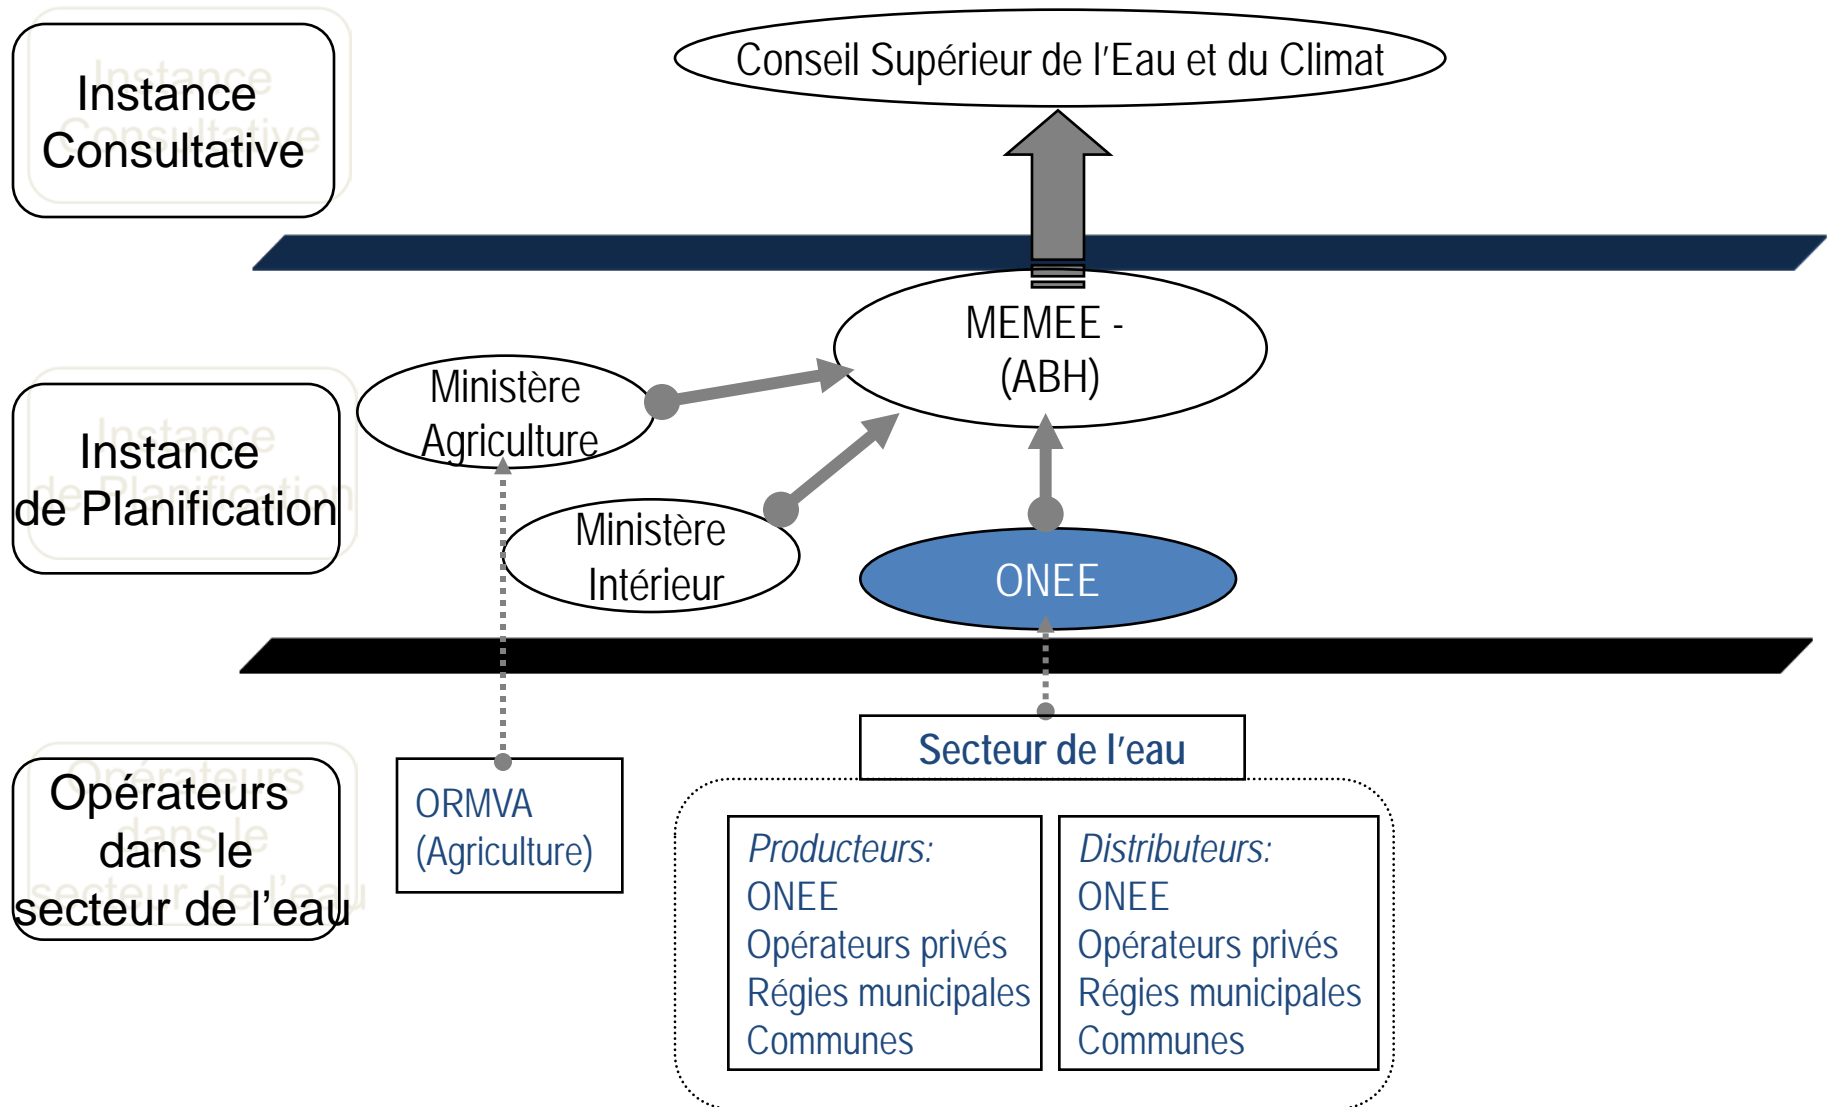 Instance
Consultative
Conseil Supérieur de l'Eau et du Climat
MEMEE -
(ABH)
Instance
de Planification
Ministère
Agriculture
Ministère
Intérieur
ONEE
Opérateurs
dans le
secteur de l'eau
ORMVA
(Agriculture)
Secteur de l'eau
Producteurs:
ONEE
Opérateurs privés
Régies municipales
Communes
Distributeurs:
ONEE
Opérateurs privés
Régies municipales
Communes